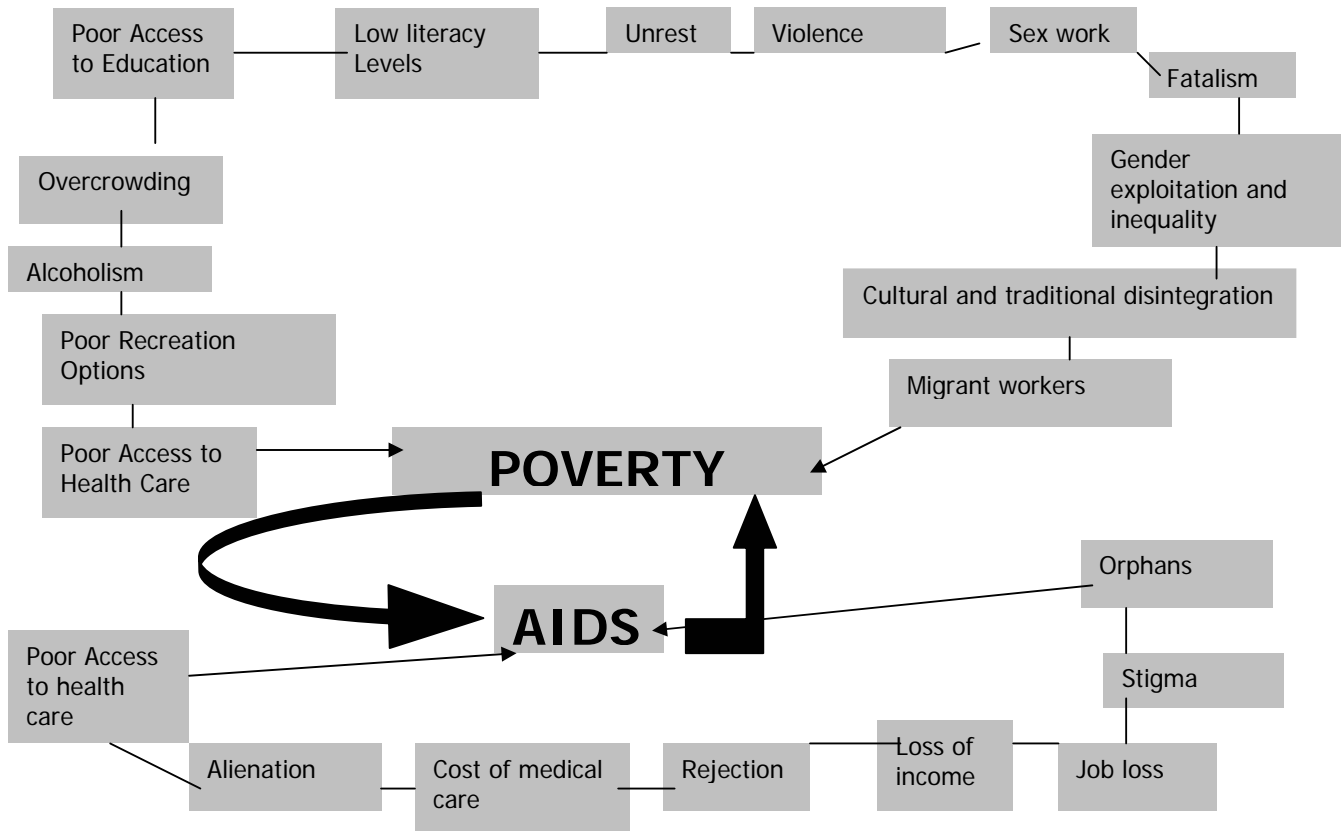 Poor Access
to Education
Low literacy
Levels
Unrest
Violence
Sex work
Fatalism
Gender
exploitation and
inequality
Overcrowding
Alcoholism
Cultural and traditional disintegration
Poor Recreation
Options
Migrant workers
Poor Access to
Health Care
POVERTY
Orphans
AIDS
Poor Access
to health
care
Stigma
Alienation
Cost of medical
care
Rejection
Loss of
income
Job loss